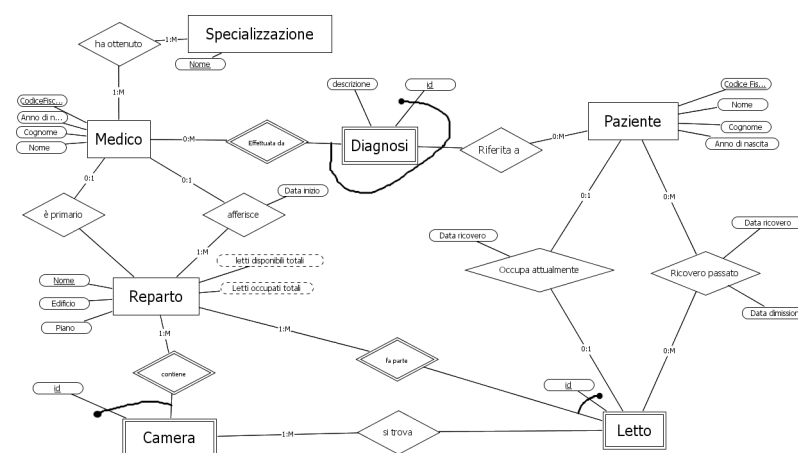 Specializzazione
ha ottenuto
1:M
Nome
1:M
CodiceFisc...
Anno di n...
Cognome
Nome
Medico
0:M
Effettuata da
descrizione
id
Diagnosi
Riferita a
0:M
Paziente
Codice Fis...
Nome
Cognome
Anno di nascita
0:1
0:1
è primario
afferisce
Data inizio
1:M
0:1
0:M
Data ricovero
Occupa attualmente
Data ricovero
Ricovero passato
Data dimission
letti disponibili totali
Letti occupati totali
Nome
Edificio
Piano
Reparto
1:M
1:M
contiene
fa parte
0:1
0:M
id
id
Camera
1:M
si trova
Letto